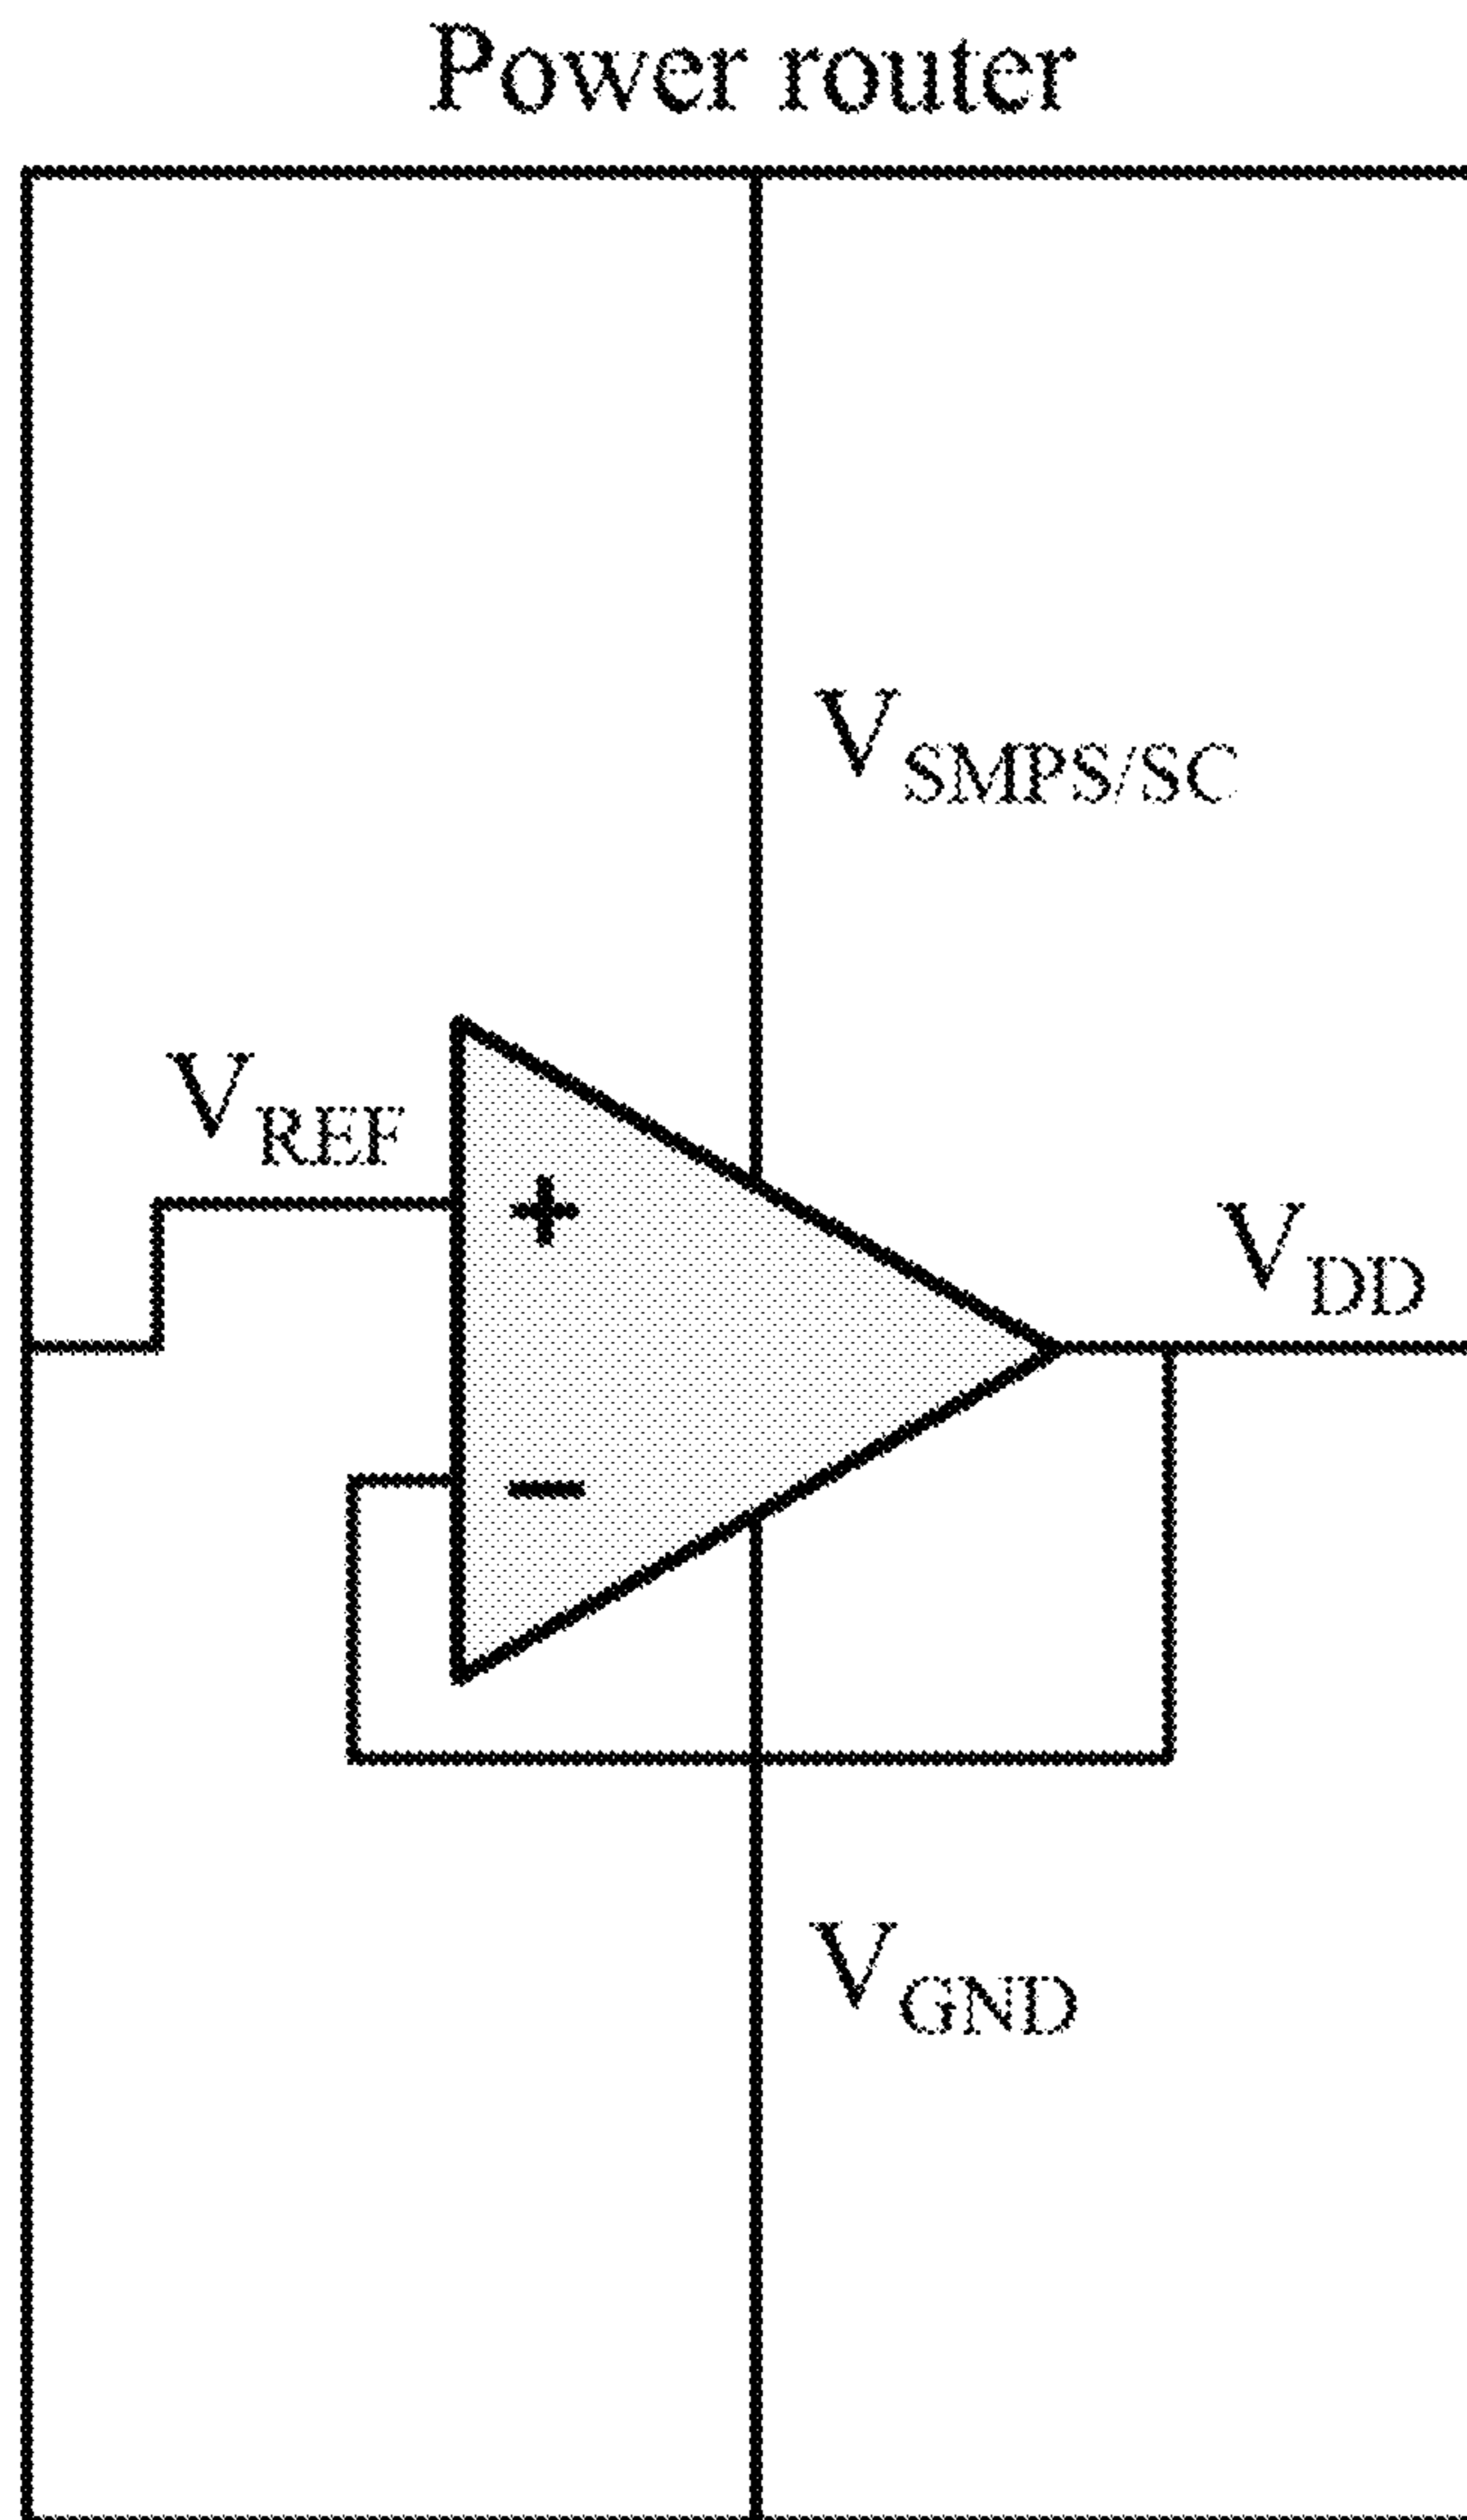 Power router
V_SMPS/SC
V_REF
+
V_DD
−
V_GND